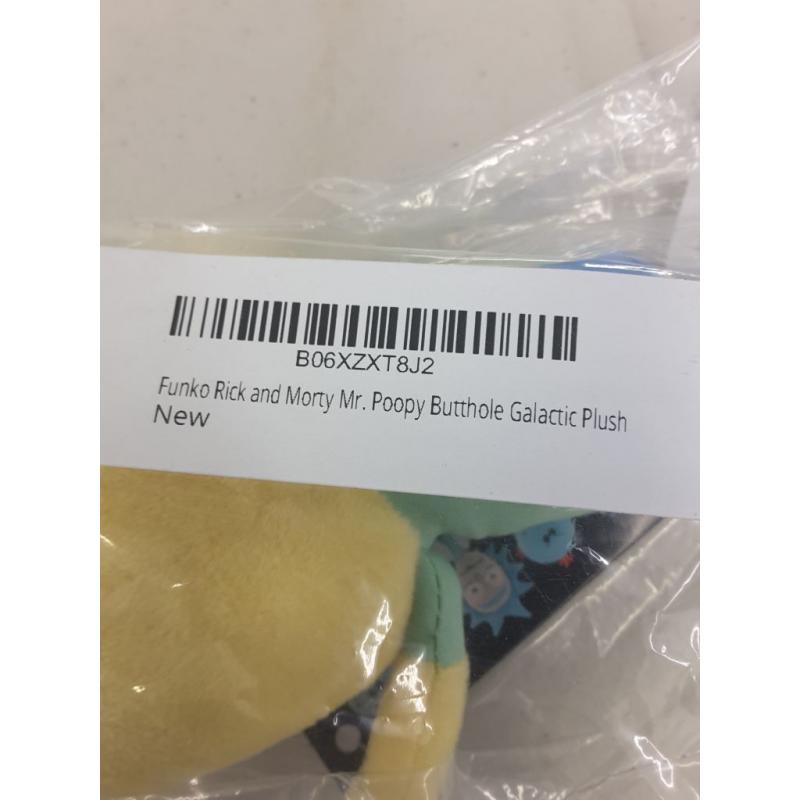 B06XZXT8J2
Funko Rick and Morty Mr. Poopy Butthole Galactic Plush
New